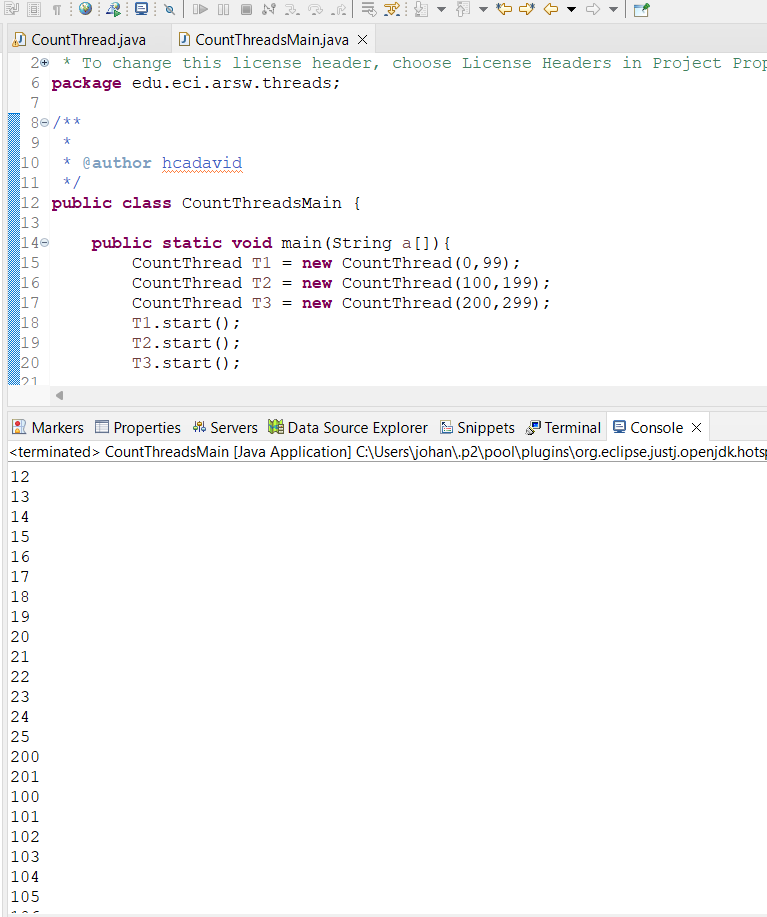 CountThread.java CountThreadsMain.java
2 * To change this license header, choose License Headers in Project Prop
6 package edu.eci.arsw.threads;
7
8 /**
9 *
10 * @author hcadavid
11 */
12 public class CountThreadsMain {
13
14 public static void main(String a[]){
15 CountThread T1 = new CountThread(0,99);
16 CountThread T2 = new CountThread(100,199);
17 CountThread T3 = new CountThread(200,299);
18 T1.start();
19 T2.start();
20 T3.start();
21
Markers Properties Servers Data Source Explorer Snippets Terminal Console
<terminated> CountThreadsMain [Java Application] C:\Users\johan\.p2\pool\plugins\org.eclipse.justj.openjdk.hotsp
12
13
14
15
16
17
18
19
20
21
22
23
24
25
200
201
100
101
102
103
104
105